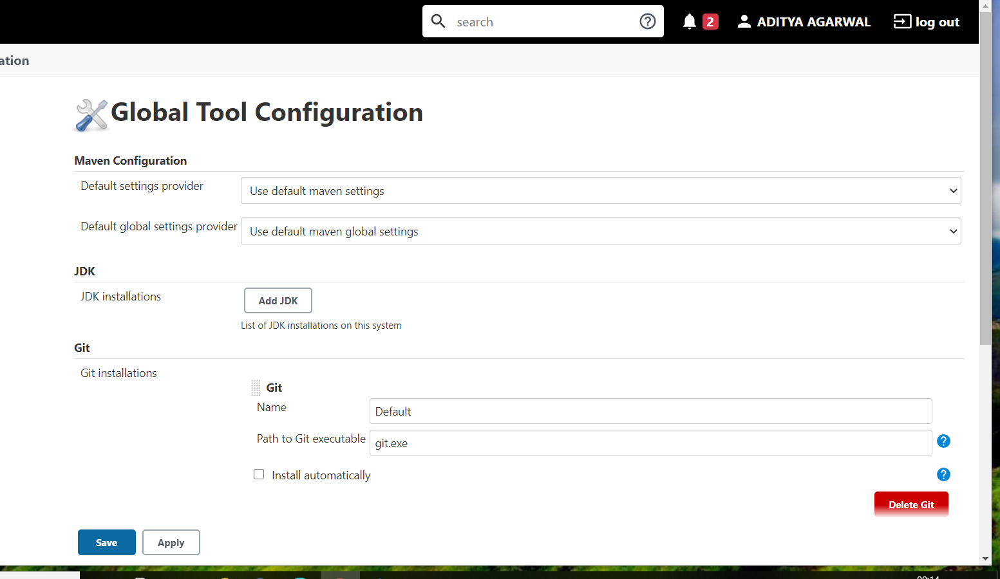 search
2
ADITYA AGARWAL
log out
ation
Global Tool Configuration
Maven Configuration
Default settings provider
Use default maven settings
Default global settings provider
Use default maven global settings
JDK
JDK installations
Add JDK
List of JDK installations on this system
Git
Git installations
Git
Name
Default
Path to Git executable
git.exe
Install automatically
Delete Git
Save
Apply